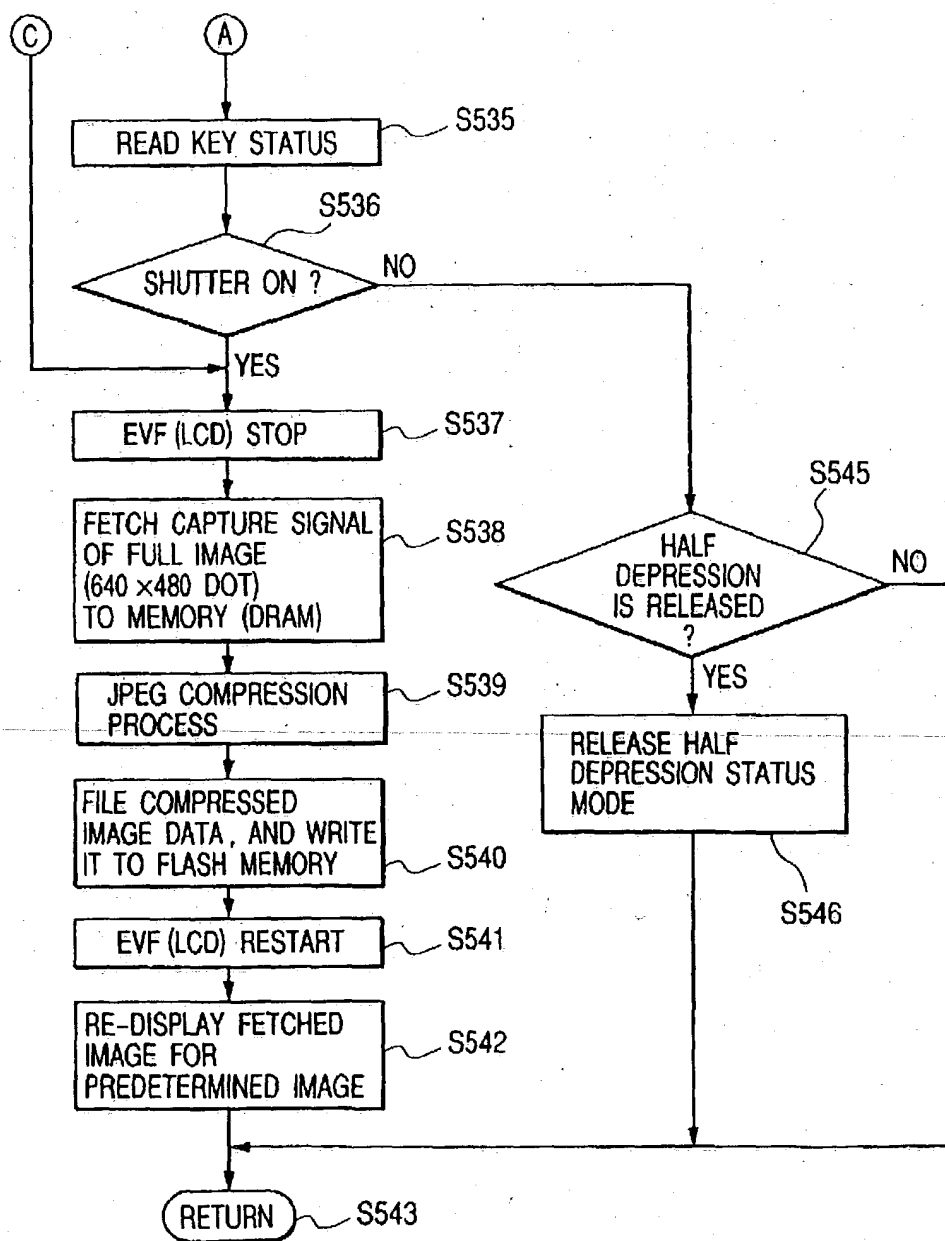 C
A
READ KEY STATUS
S535
S536
SHUTTER ON ?
NO
YES
EVF (LCD) STOP
S537
FETCH CAPTURE SIGNAL
OF FULL IMAGE
(640 ×480 DOT)
TO MEMORY (DRAM)
S538
S545
HALF
DEPRESSION
IS RELEASED
?
NO
YES
JPEG COMPRESSION
PROCESS
S539
RELEASE HALF
DEPRESSION STATUS
MODE
S546
FILE COMPRESSED
IMAGE DATA, AND WRITE
IT TO FLASH MEMORY
S540
EVF (LCD) RESTART
S541
RE-DISPLAY FETCHED
IMAGE FOR
PREDETERMINED IMAGE
S542
RETURN
S543